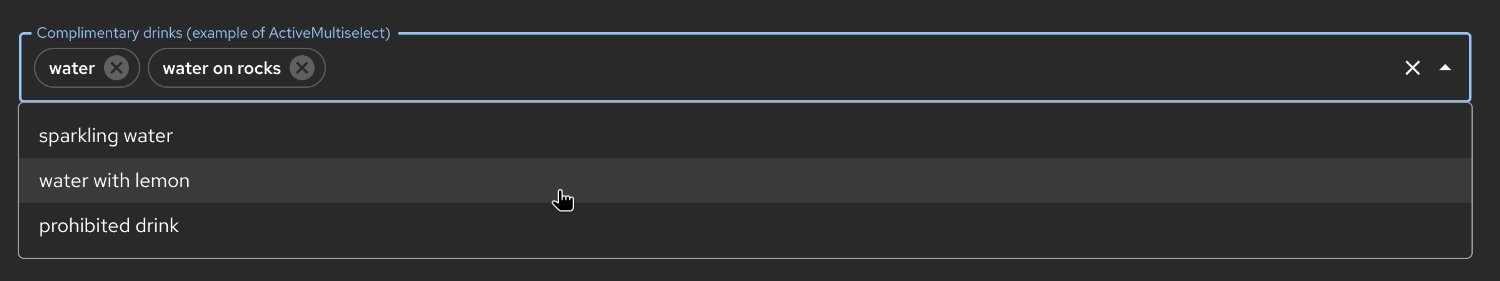 Complimentary drinks (example of ActiveMultiselect)
water water on rocks
sparkling water
water with lemon
prohibited drink